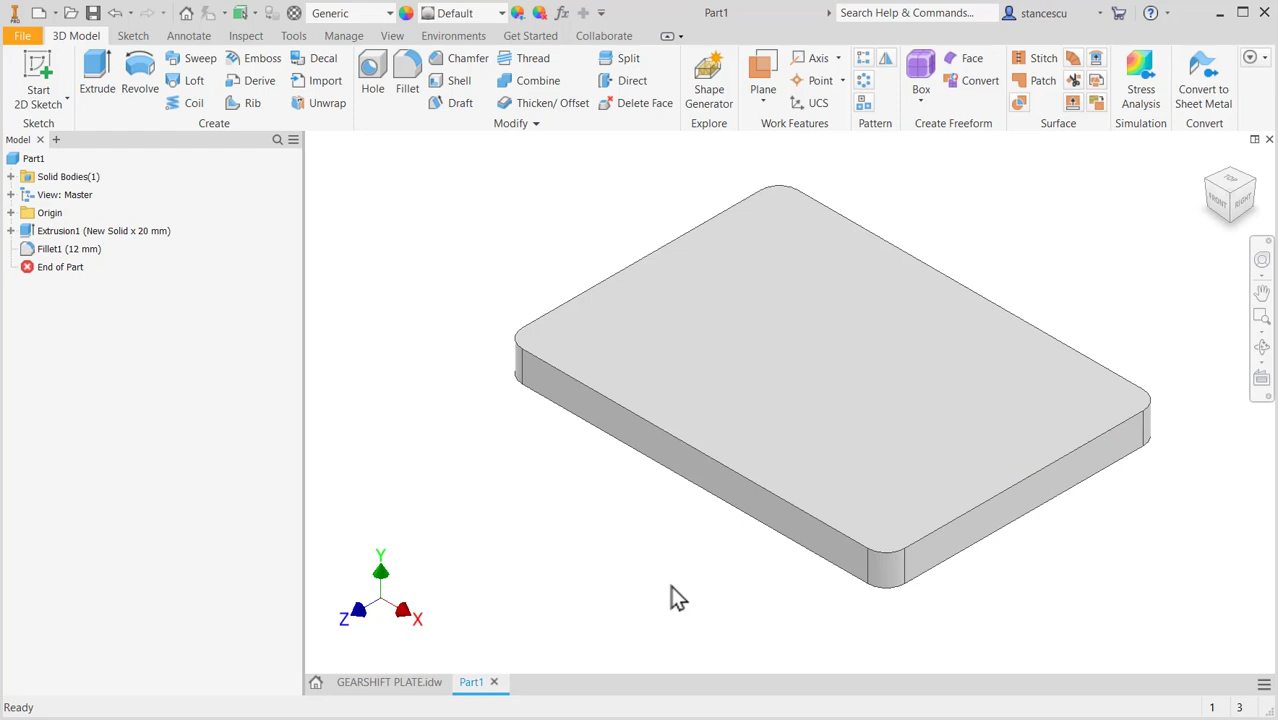 PRO
Generic
Default
Part1
Search Help & Commands...
stancescu
File
3D Model
Sketch
Annotate
Inspect
Tools
Manage
View
Environments
Get Started
Collaborate
Start
2D Sketch
Sketch
Extrude
Revolve
Sweep
Loft
Coil
Emboss
Derive
Rib
Decal
Import
Unwrap
Create
Hole
Fillet
Chamfer
Shell
Draft
Thread
Combine
Thicken/ Offset
Split
Direct
Delete Face
Modify
Shape
Generator
Explore
Plane
Axis
Point
UCS
Work Features
Pattern
Box
Face
Convert
Create Freeform
Stitch
Patch
Surface
Stress
Analysis
Simulation
Convert to
Sheet Metal
Convert
Model
Part1
Solid Bodies(1)
View: Master
Origin
Extrusion1 (New Solid x 20 mm)
Fillet1 (12 mm)
End of Part
TOP
FRONT
RIGHT
Y
Z
X
GEARSHIFT PLATE.idw
Part1
Ready
1
3